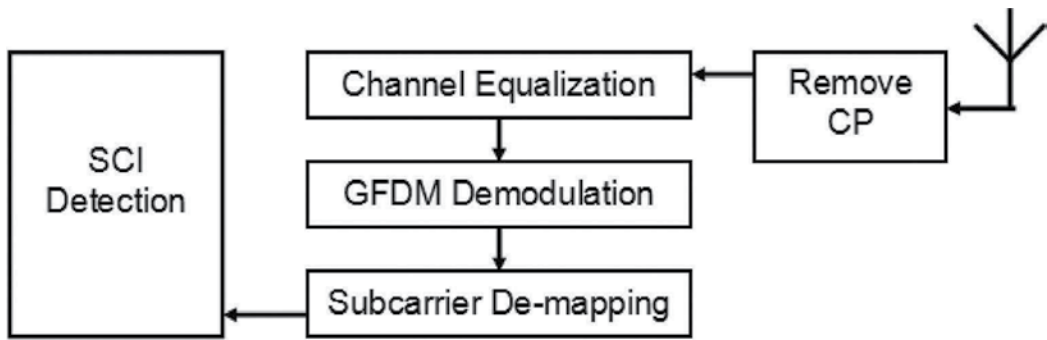 SCI
Detection
Channel Equalization
GFDM Demodulation
Subcarrier De-mapping
Remove
CP